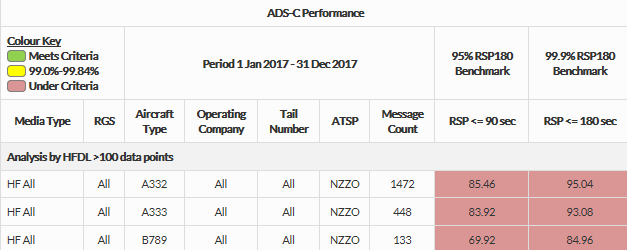 ADS-C Performance
Colour Key
Meets Criteria
99.0%-99.84%
Under Criteria
Period 1 Jan 2017 - 31 Dec 2017
95% RSP180 Benchmark
99.9% RSP180 Benchmark
Media Type RGS Aircraft Type Operating Company Tail Number ATSP Message Count RSP <= 90 sec RSP <= 180 sec
Analysis by HFDL >100 data points
HF All All A332 All All NZZO 1472 85.46 95.04
HF All All A333 All All NZZO 448 83.92 93.08
HF All All B789 All All NZZO 133 69.92 84.96